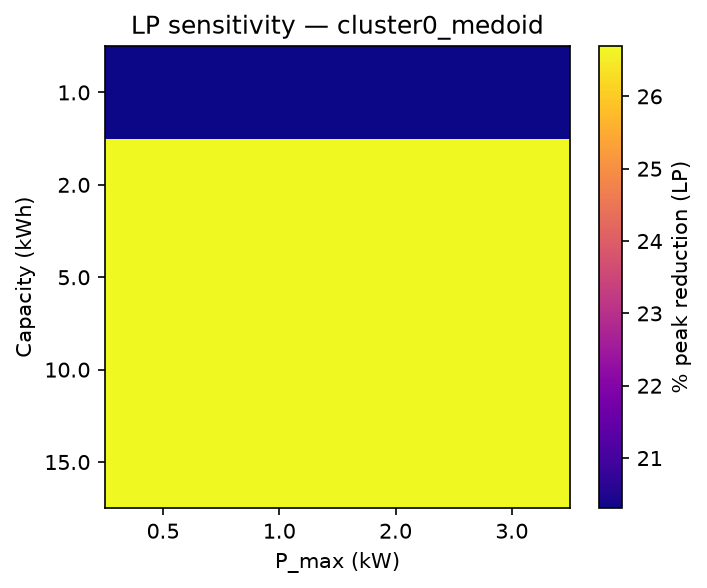 LP sensitivity — cluster0_medoid
Capacity (kWh)
1.0
2.0
5.0
10.0
15.0
0.5 1.0 2.0 3.0
P_max (kW)
26
25
24
23
22
21
% peak reduction (LP)